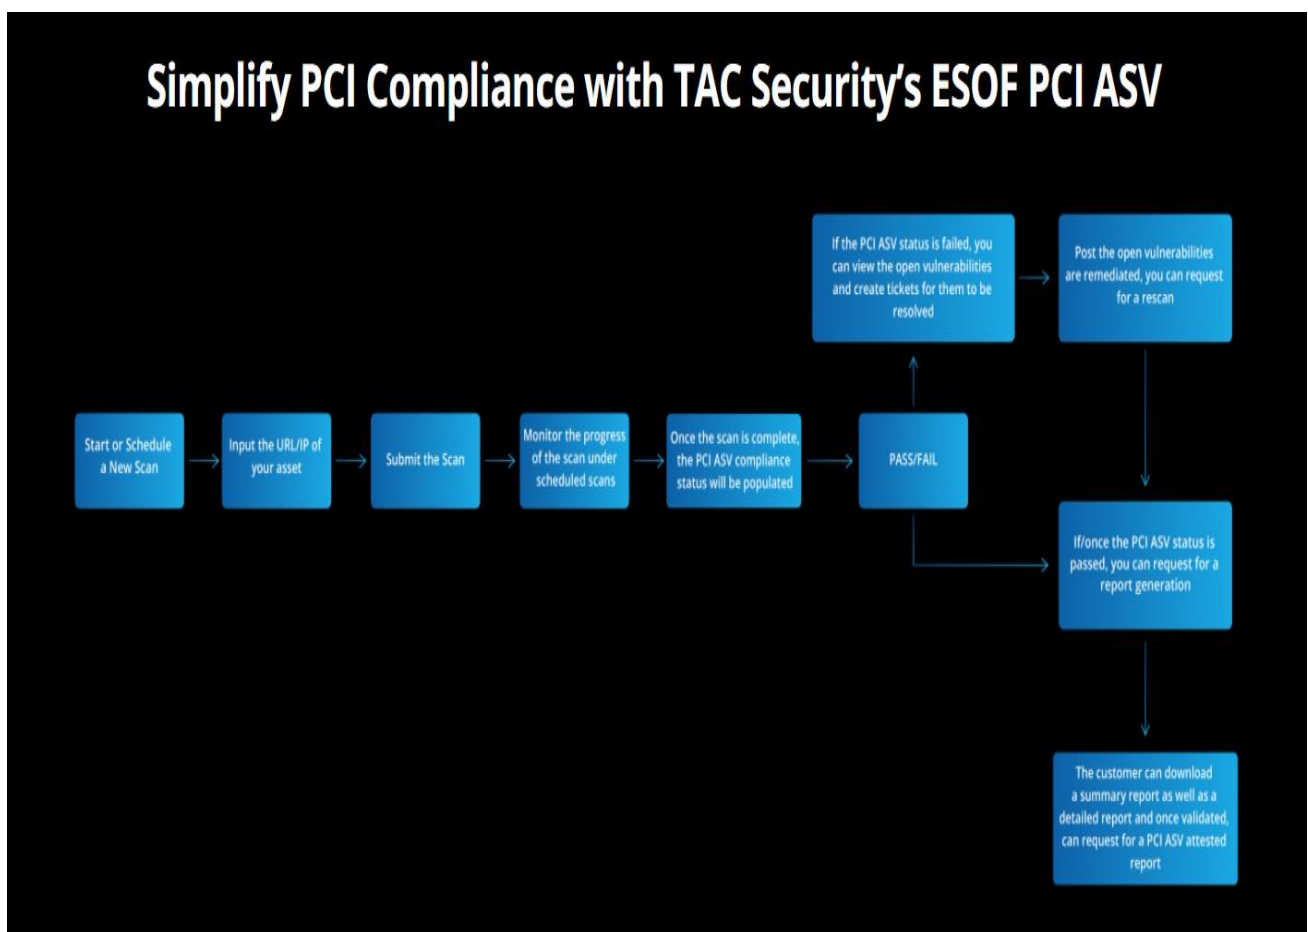 Simplify PCI Compliance with TAC Security’s ESOF PCI ASV
Start or Schedule
a New Scan
Input the URL/IP of
your asset
Submit the Scan
Monitor the progress
of the scan under
scheduled scans
Once the scan is complete,
the PCI ASV compliance
status will be populated
PASS/FAIL
If the PCI ASV status is failed, you
can view the open vulnerabilities
and create tickets for them to be
resolved
Post the open vulnerabilities
are remediated, you can request
for a rescan
If/once the PCI ASV status is
passed, you can request for a
report generation
The customer can download
a summary report as well as a
detailed report and once validated,
can request for a PCI ASV attested
report